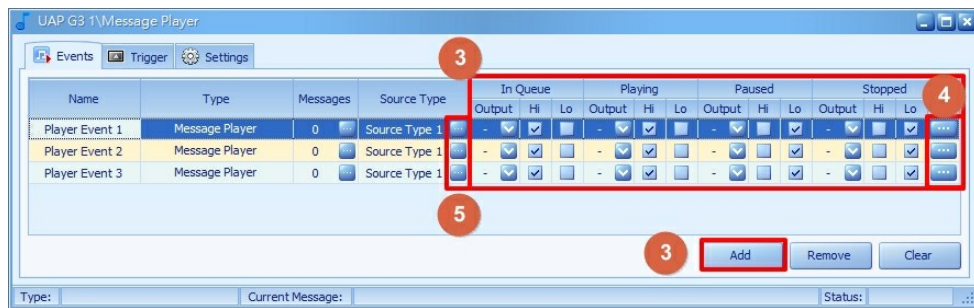 UAP G3 1\Message Player
Events Trigger Settings
3
Name Type Messages Source Type In Queue Playing Paused Stopped 4
Output Hi Lo Output Hi Lo Output Hi Lo Output Hi Lo
Player Event 1 Message Player 0 ... Source Type 1 ... - - - - ...
Player Event 2 Message Player 0 ... Source Type 1 ... - - - - ...
Player Event 3 Message Player 0 ... Source Type 1 ... - - - - ...
5
3 Add Remove Clear
Type: Current Message: Status: